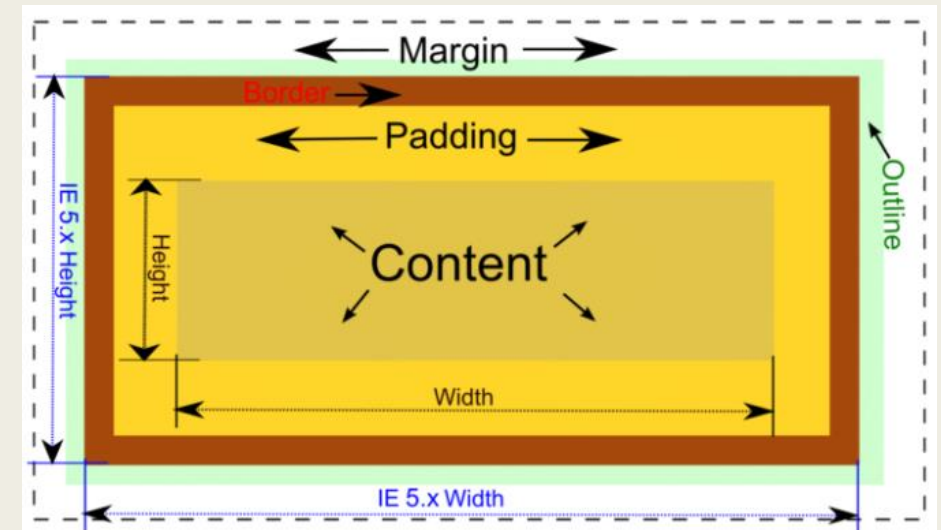 Margin
Border
Padding
Outline
IE 5.x Height
Height
Content
Width
IE 5.x Width